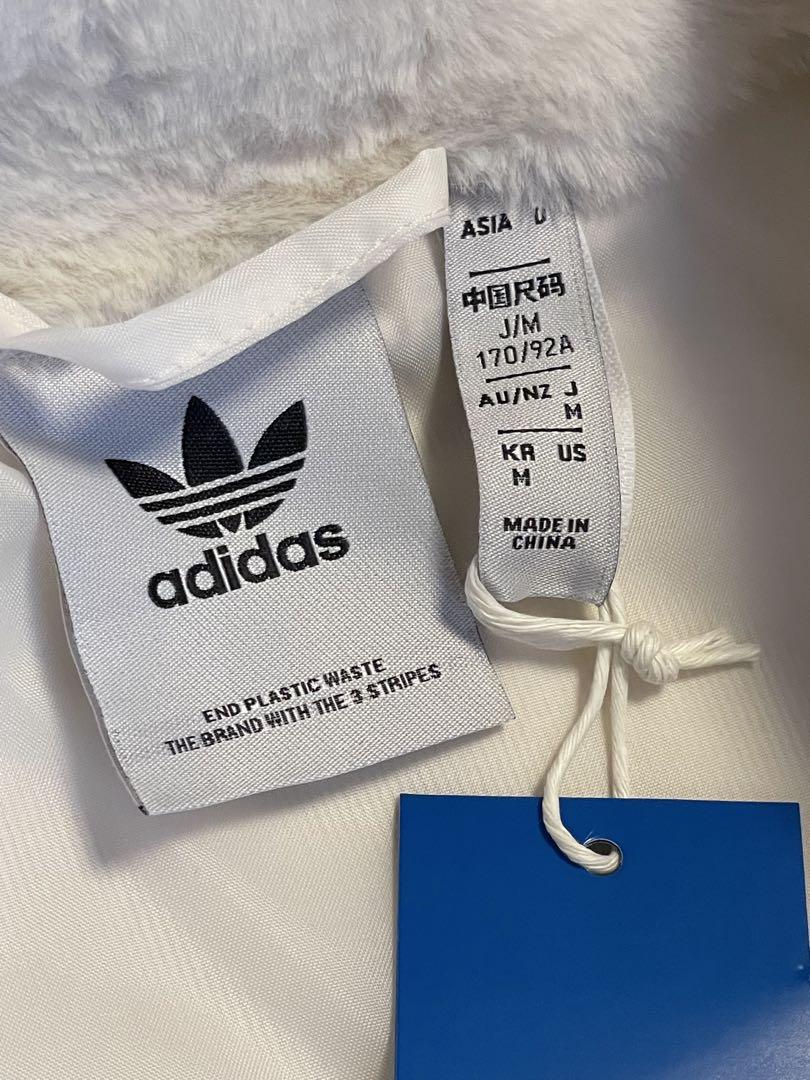 adidas
END PLASTIC WASTE
THE BRAND WITH THE 3 STRIPES
ASIA
中国尺码
J/M
170/92A
AU/NZ J
M
KR US
M
MADE IN
CHINA